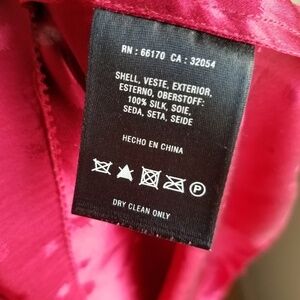 RN : 66170 CA : 32054
SHELL, VESTE, EXTERIOR,
ESTERNO, OBERSTOFF:
100% SILK, SOIE,
SEDA, SETA, SEIDE
HECHO EN CHINA
P
DRY CLEAN ONLY